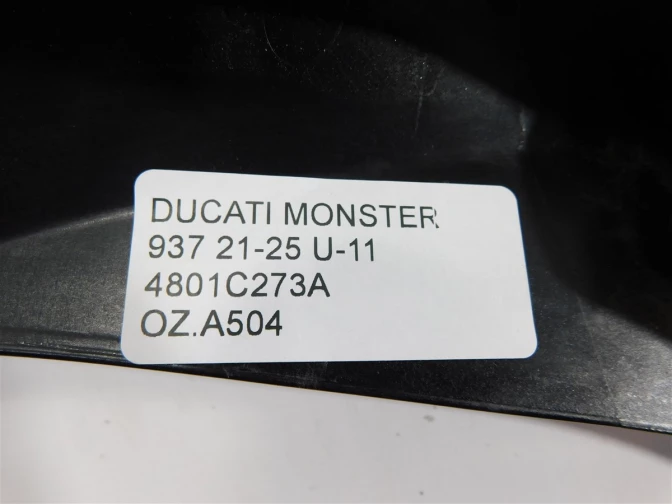 DUCATI MONSTER
937 21-25 U-11
4801C273A
OZ.A504